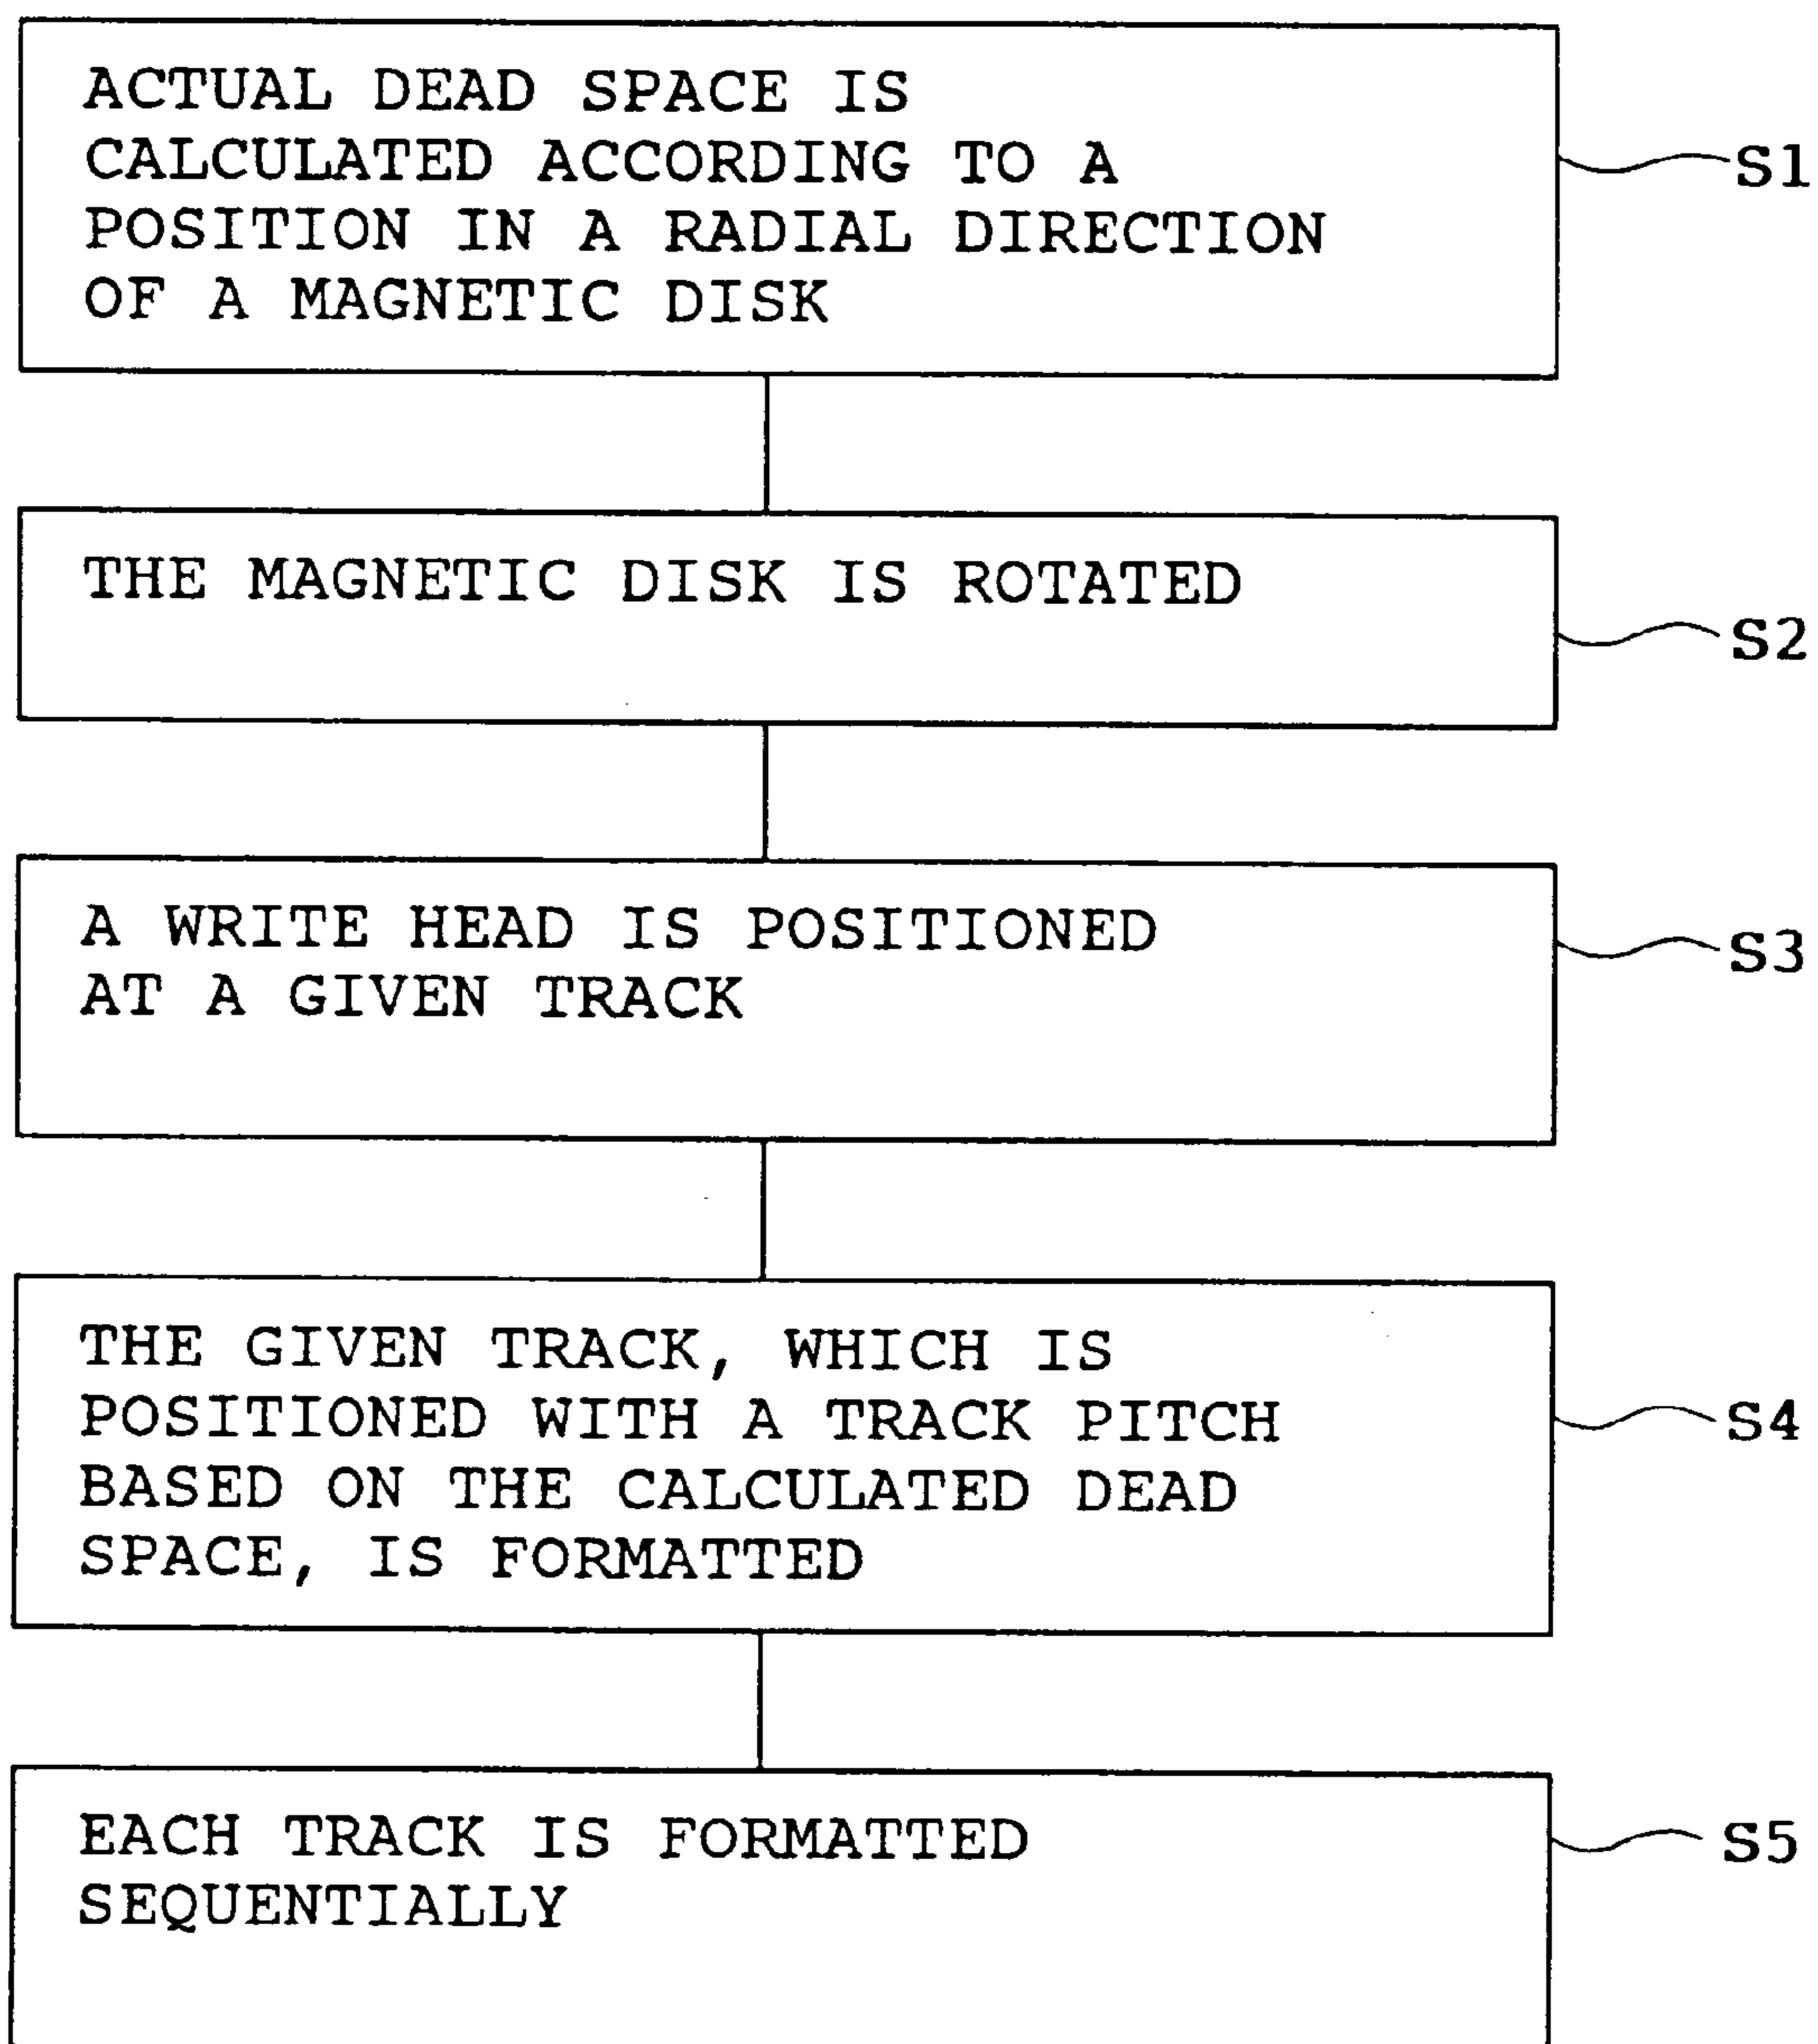 ACTUAL DEAD SPACE IS
CALCULATED ACCORDING TO A
POSITION IN A RADIAL DIRECTION
OF A MAGNETIC DISK
S1
THE MAGNETIC DISK IS ROTATED
S2
A WRITE HEAD IS POSITIONED
AT A GIVEN TRACK
S3
THE GIVEN TRACK, WHICH IS
POSITIONED WITH A TRACK PITCH
BASED ON THE CALCULATED DEAD
SPACE, IS FORMATTED
S4
EACH TRACK IS FORMATTED
SEQUENTIALLY
S5